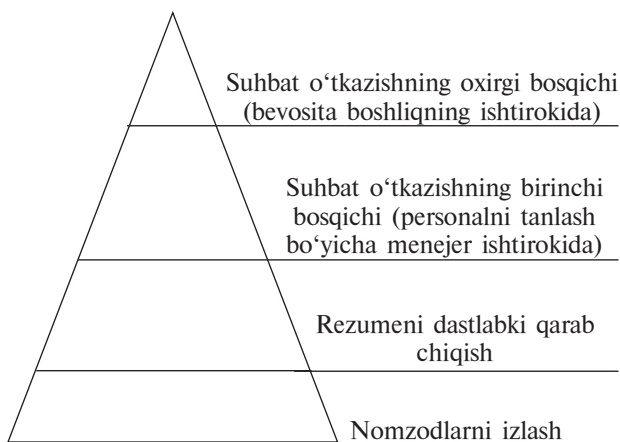 Suhbat o‘tkazishning oxirgi bosqichi
(bevosita boshliqning ishtirokida)
Suhbat o‘tkazishning birinchi
bosqichi (personalni tanlash
bo‘yicha menejer ishtirokida)
Rezumeni dastlabki qarab
chiqish
Nomzodlarni izlash